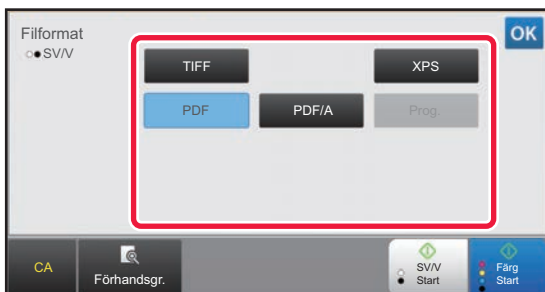 Filformat
SV/V
OK
TIFF
XPS
PDF
PDF/A
Prog.
CA
Förhandsgr.
SV/V
Start
Färg
Start